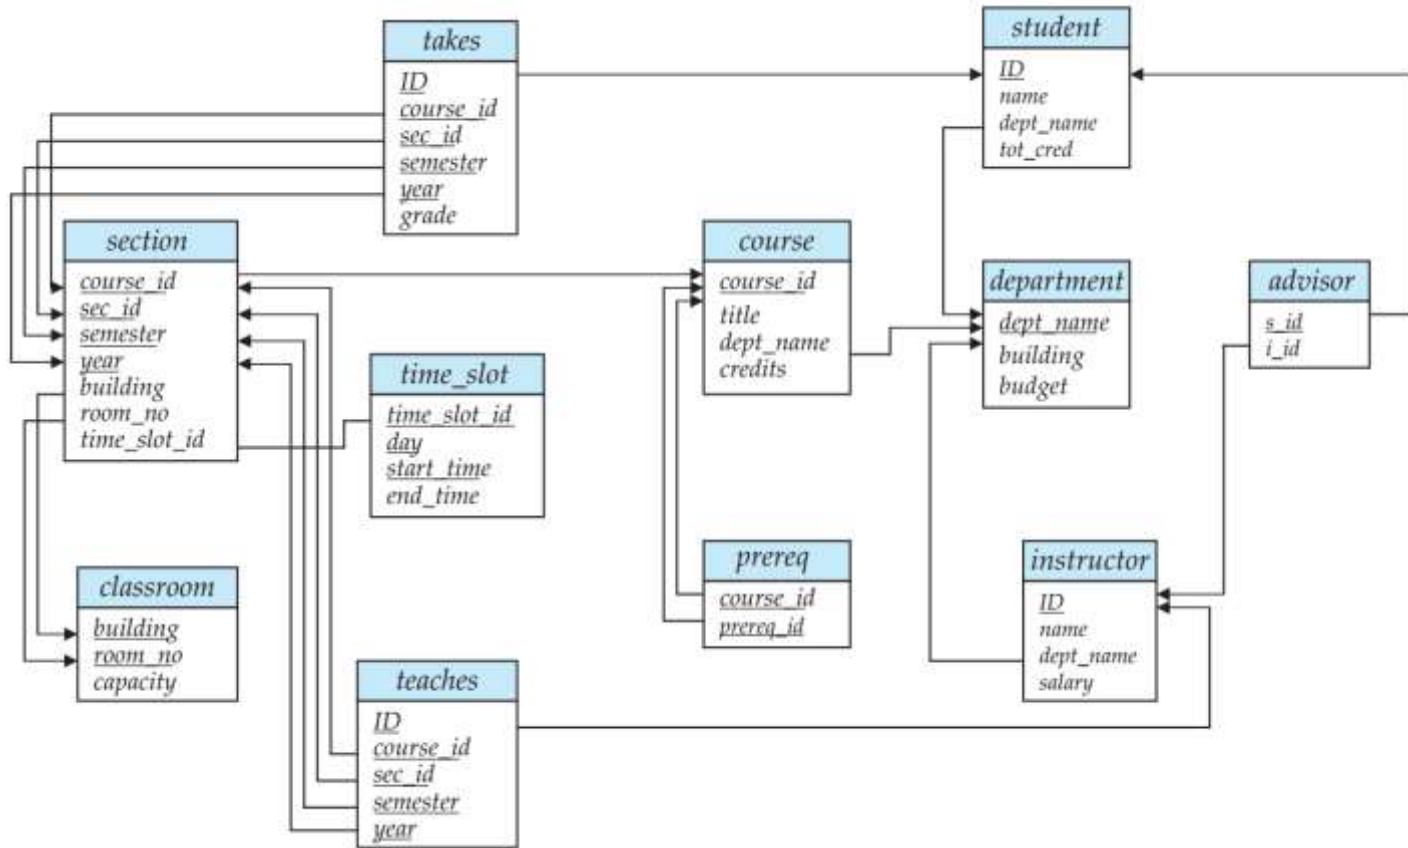 takes
ID
course_id
sec_id
semester
year
grade
student
ID
name
dept_name
tot_cred
section
course_id
sec_id
semester
year
building
room_no
time_slot_id
course
course_id
title
dept_name
credits
department
dept_name
building
budget
advisor
s_id
i_id
time_slot
time_slot_id
day
start_time
end_time
classroom
building
room_no
capacity
prereq
course_id
prereq_id
instructor
ID
name
dept_name
salary
teaches
ID
course_id
sec_id
semester
year